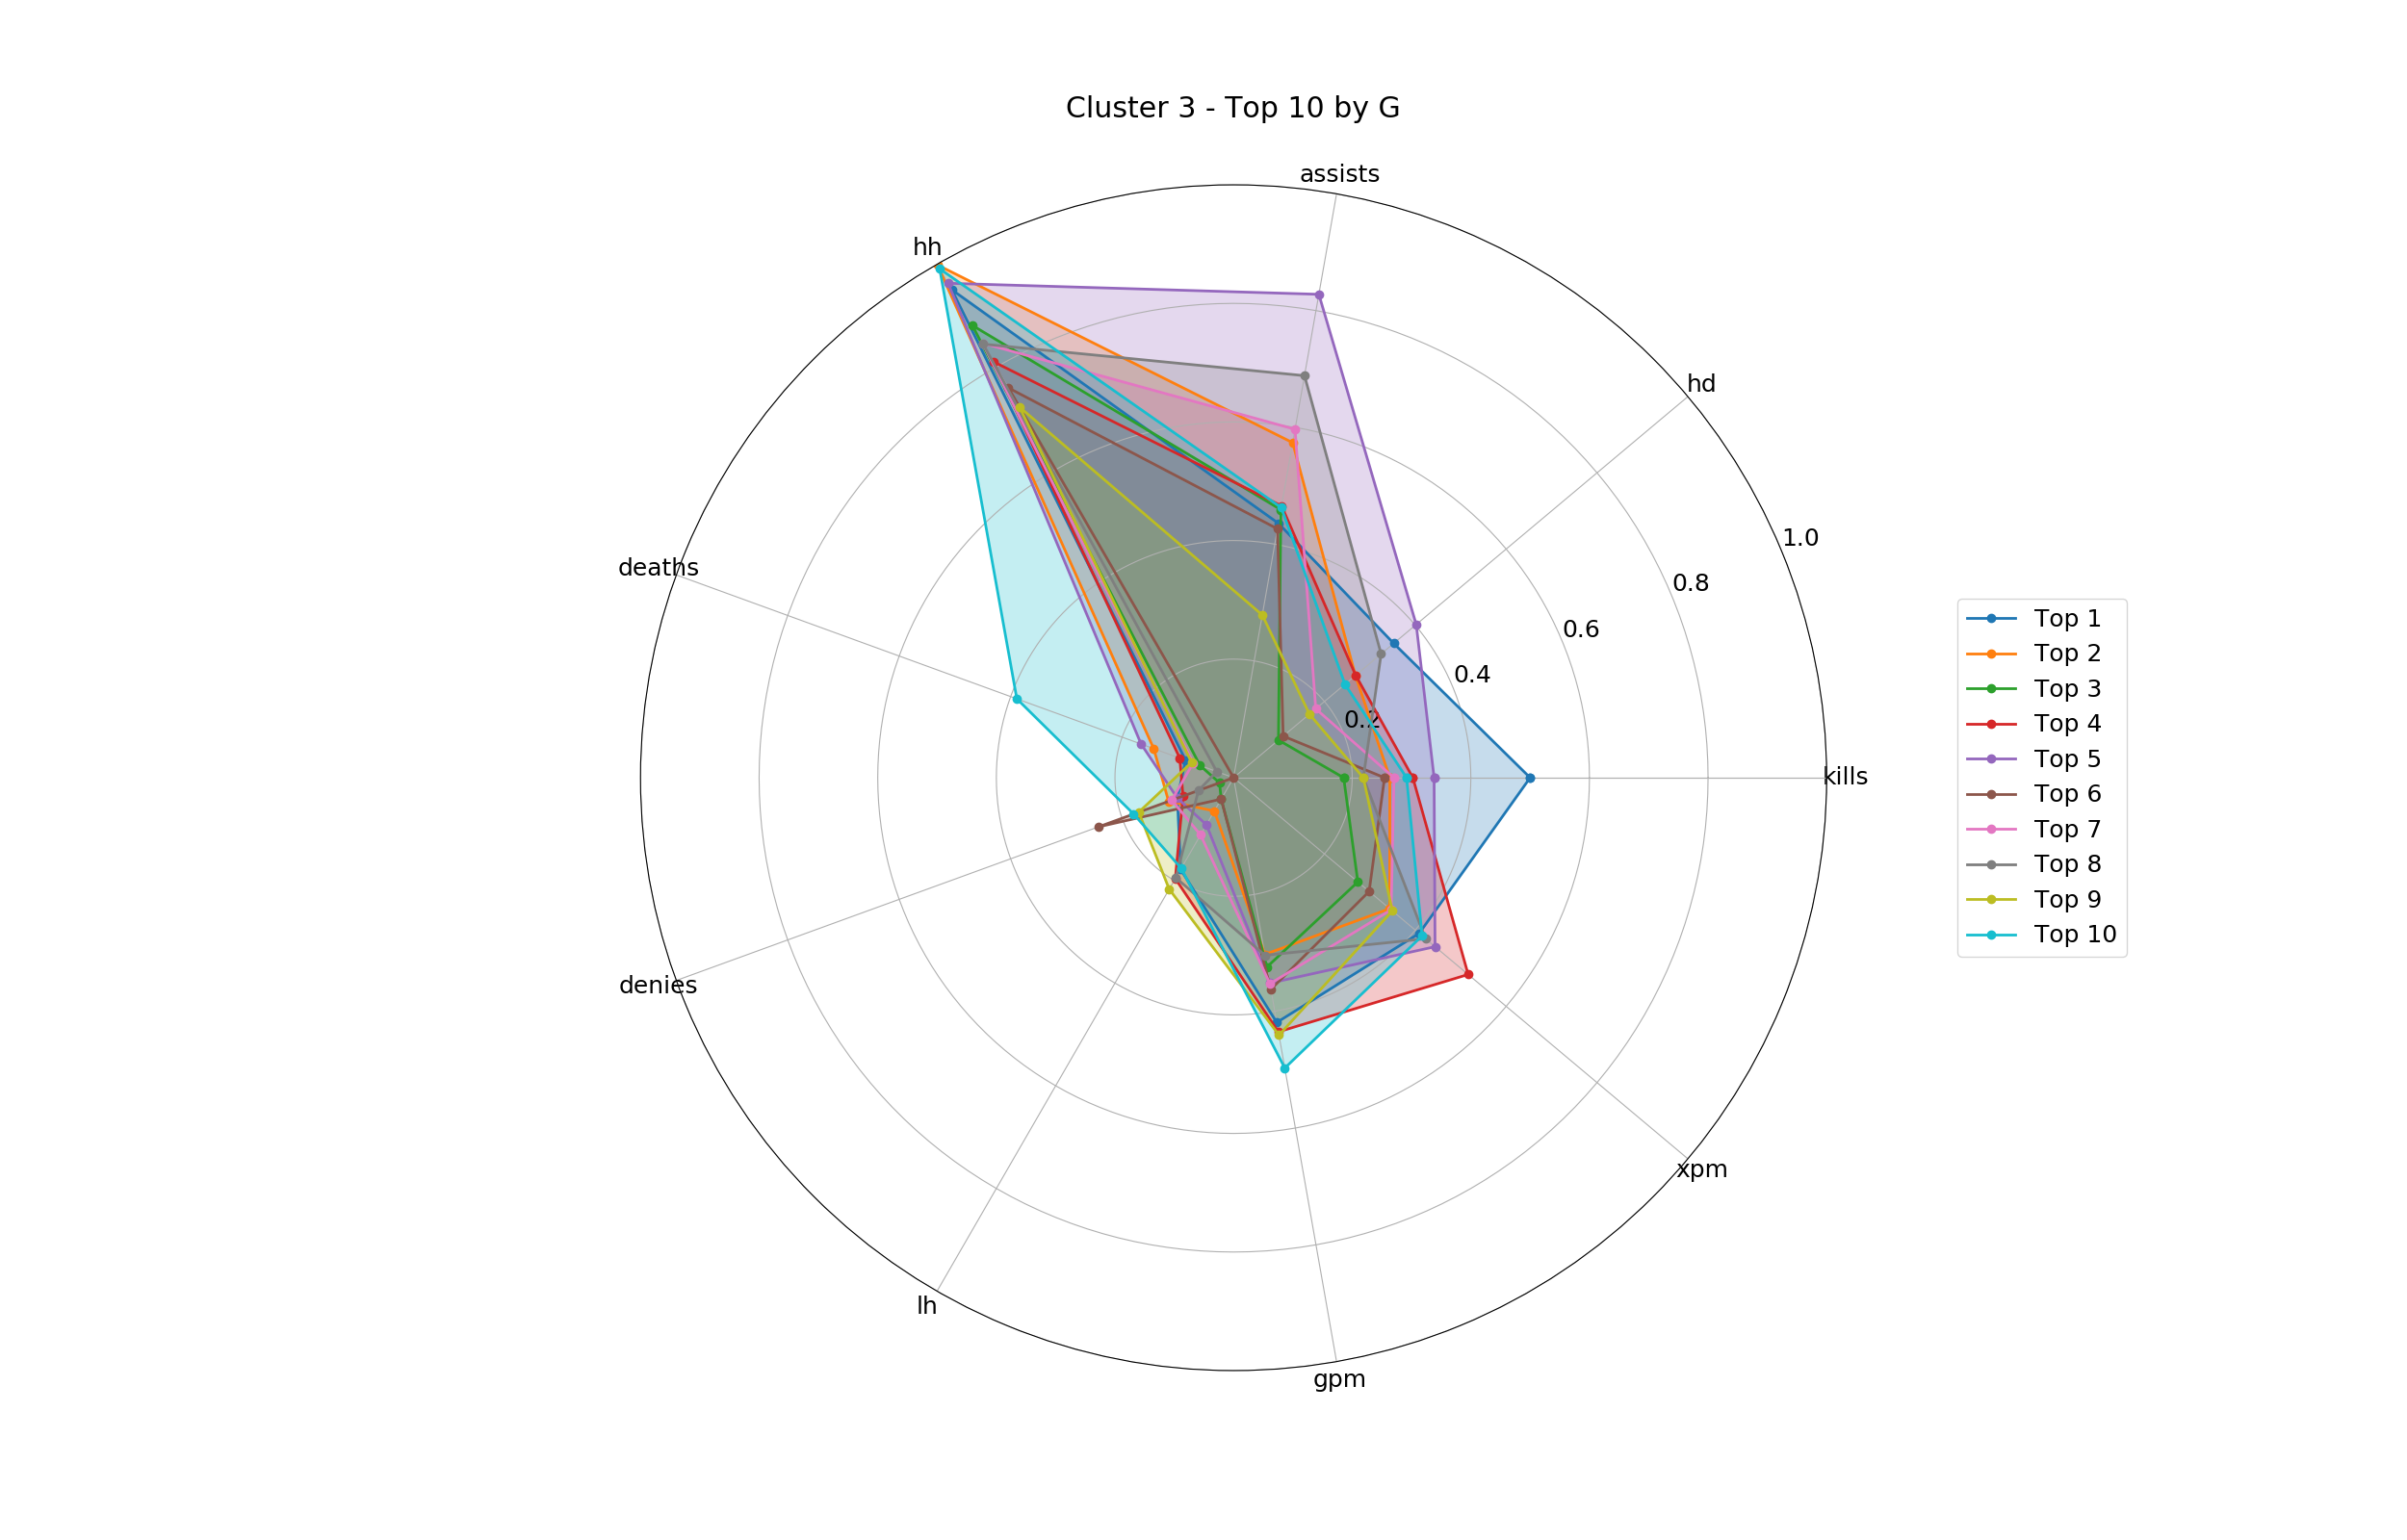 Cluster 3 - Top 10 by G
assists
hh
hd
1.0
deaths
0.8
0.6
0.4
0.2
kills
denies
xpm
lh
gpm
Top 1
Top 2
Top 3
Top 4
Top 5
Top 6
Top 7
Top 8
Top 9
Top 10